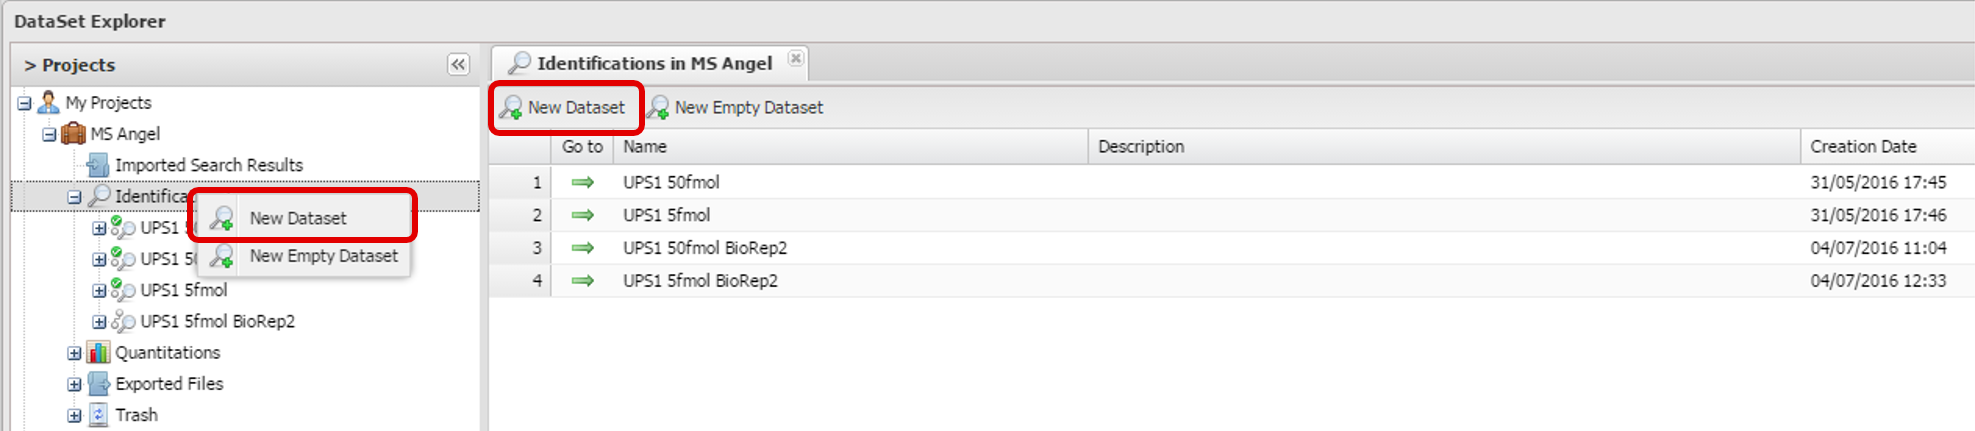 DataSet Explorer
> Projects
My Projects
MS Angel
Imported Search Results
Identifica
UPS1 5
UPS1 5
UPS1 5fmol
UPS1 5fmol BioRep2
Quantitations
Exported Files
Trash
New Dataset
New Empty Dataset
Identifications in MS Angel
New Dataset New Empty Dataset
Go to Name Description Creation Date
1 UPS1 50fmol 31/05/2016 17:45
2 UPS1 5fmol 31/05/2016 17:46
3 UPS1 50fmol BioRep2 04/07/2016 11:04
4 UPS1 5fmol BioRep2 04/07/2016 12:33